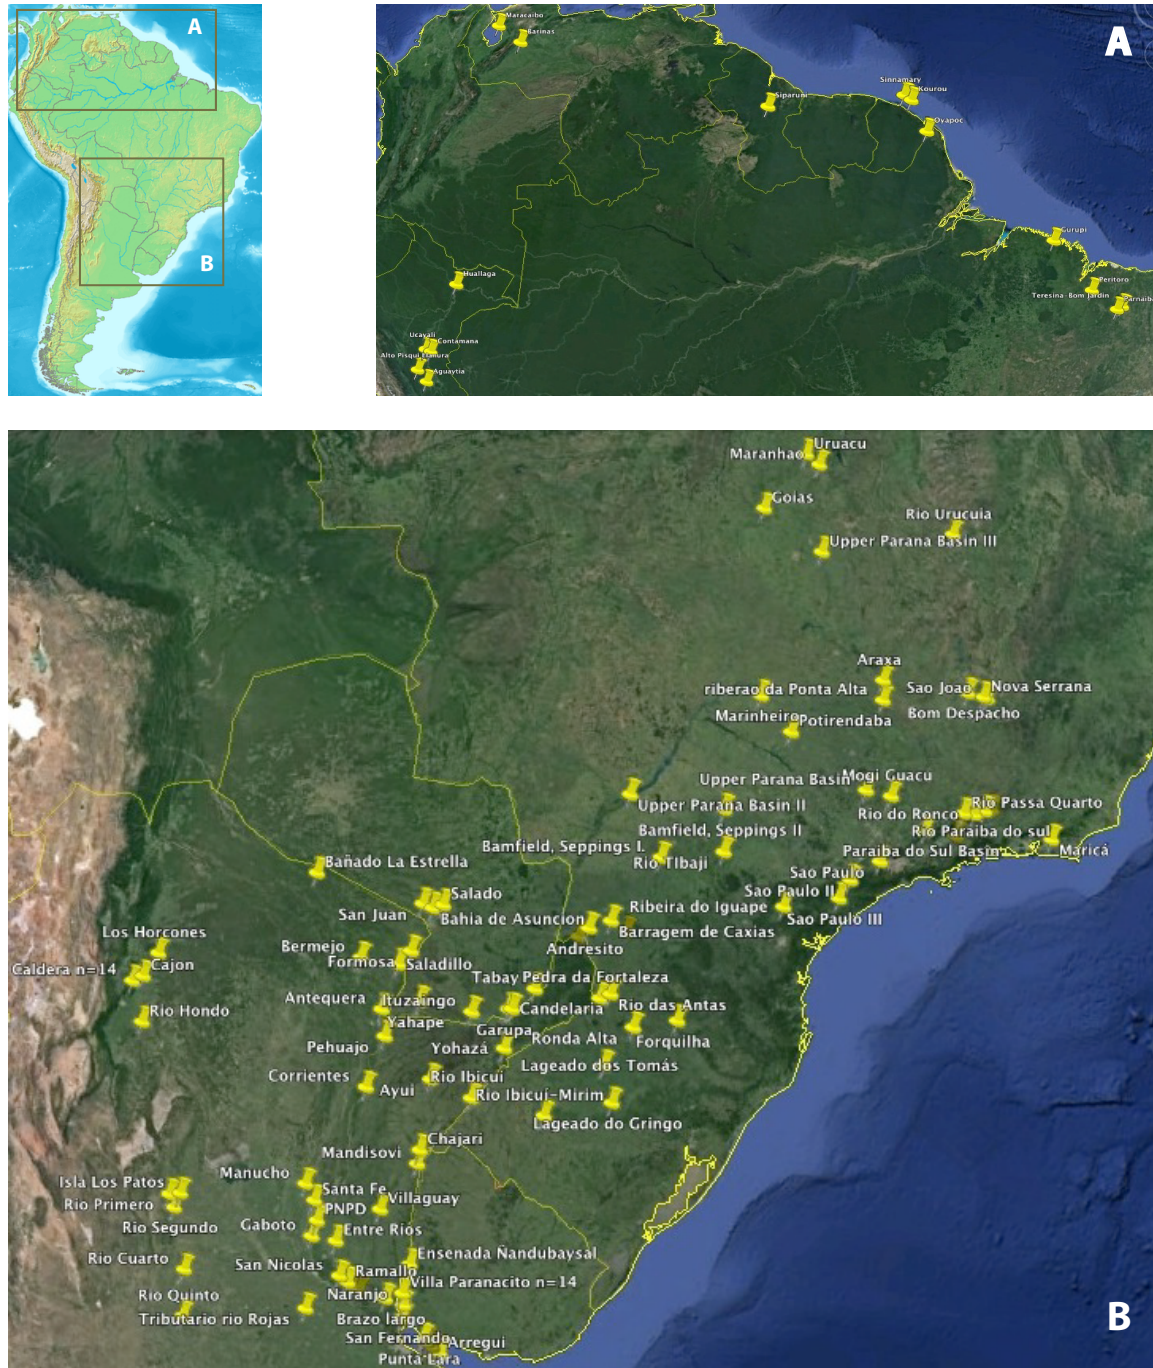 A
B
A
Maracaibo
Barinas
Siparuni
Sinnamary
Kourou
Oyapoc
Gurupi
Peritoro
Teresina-Bom Jardin
Parnaiba
Huallaga
Ucayali
Contamana
Alto Pisqui
Aguaytia
Uruacu
Maranhao
Goias
Rio Urucuia
Upper Parana Basin III
Araxa
riberao da Ponta Alta
Sao Joao
Nova Serrana
Marinheiro
Potirendaba
Bom Despacho
Upper Parana Basin
Mogi Guacu
Upper Parana Basin II
Rio do Ronco
Rio Passa Quarto
Bamfield, Seppings II
Rio Paraiba do sul
Bamfield, Seppings I.
Rio TIbaji
Paraiba do Sul Basin
Maricá
Bañado La Estrella
Sao Paulo
Sao Paulo II
Salado
San Juan
Bahia de Asuncion
Ribeira do Iguape
Sao Paulo III
Los Horcones
Barragem de Caxias
Bermejo
Andresito
Formosa
Saladillo
Caldera n=14
Cajon
Tabay
Pedra da Fortaleza
Antequera
Ituzaingo
Candelaria
Rio das Antas
Rio Hondo
Yahape
Garupa
Ronda Alta
Forquilha
Pehuajo
Yohazá
Lageado dos Tomás
Corrientes
Ayui
Rio Ibicui
Rio Ibicuí-Mirim
Lageado do Gringo
Chajari
Mandisovi
Manucho
Isla Los Patos
Santa Fe
Villaguay
Rio Primero
PNPD
Rio Segundo
Gaboto
Entre Rios
Rio Cuarto
Ensenada Ñandubaysal
San Nicolas
Ramallo
Villa Paranacito n=14
Rio Quinto
Naranjo
Tributario rio Rojas
Brazo largo
San Fernando
Arregui
Punta Lara
B